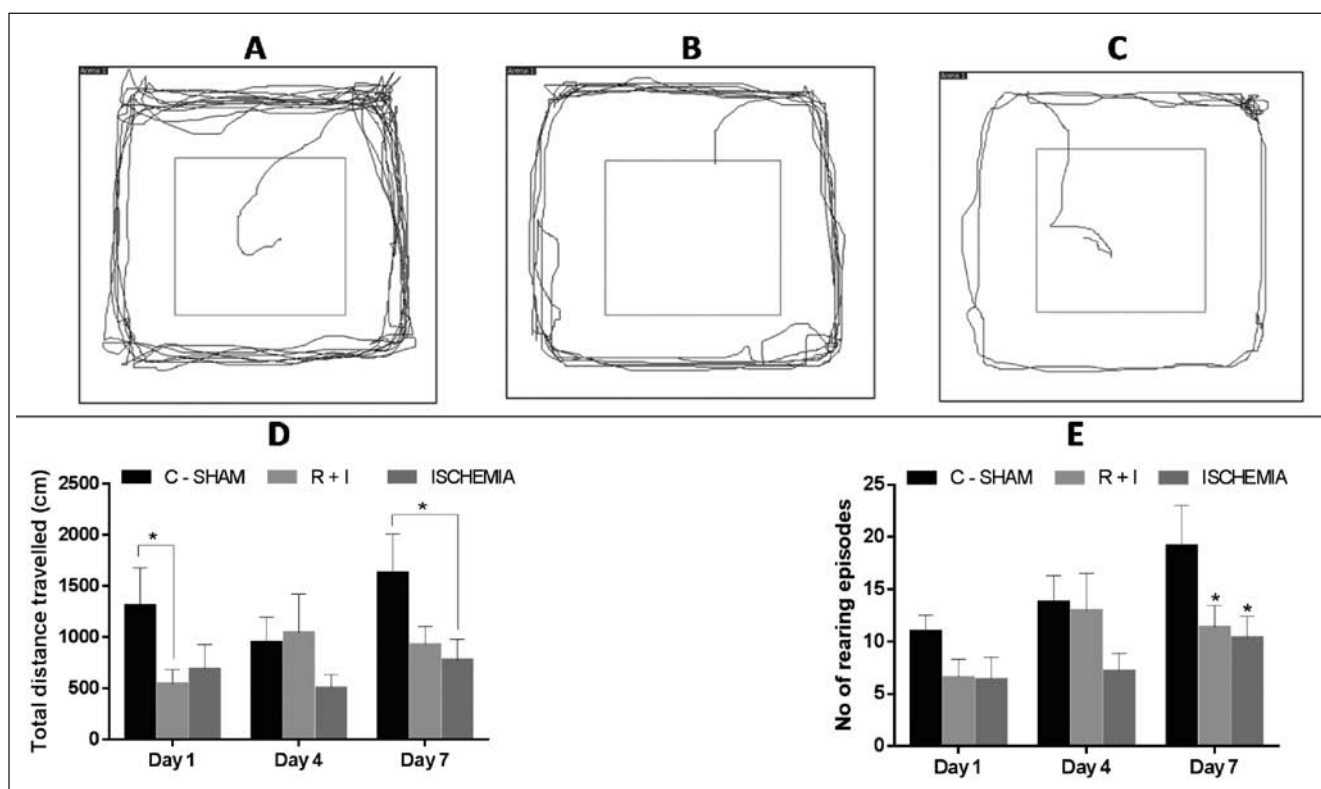 A B C
Arena 1
Arena 1
Arena 1
D
C - SHAM R + I ISCHEMIA
Total distance travelled (cm)
2500
2000
1500
1000
500
0
*
*
Day 1 Day 4 Day 7
E
C - SHAM R + I ISCHEMIA
No of rearing episodes
25
20
15
10
5
0
* *
Day 1 Day 4 Day 7